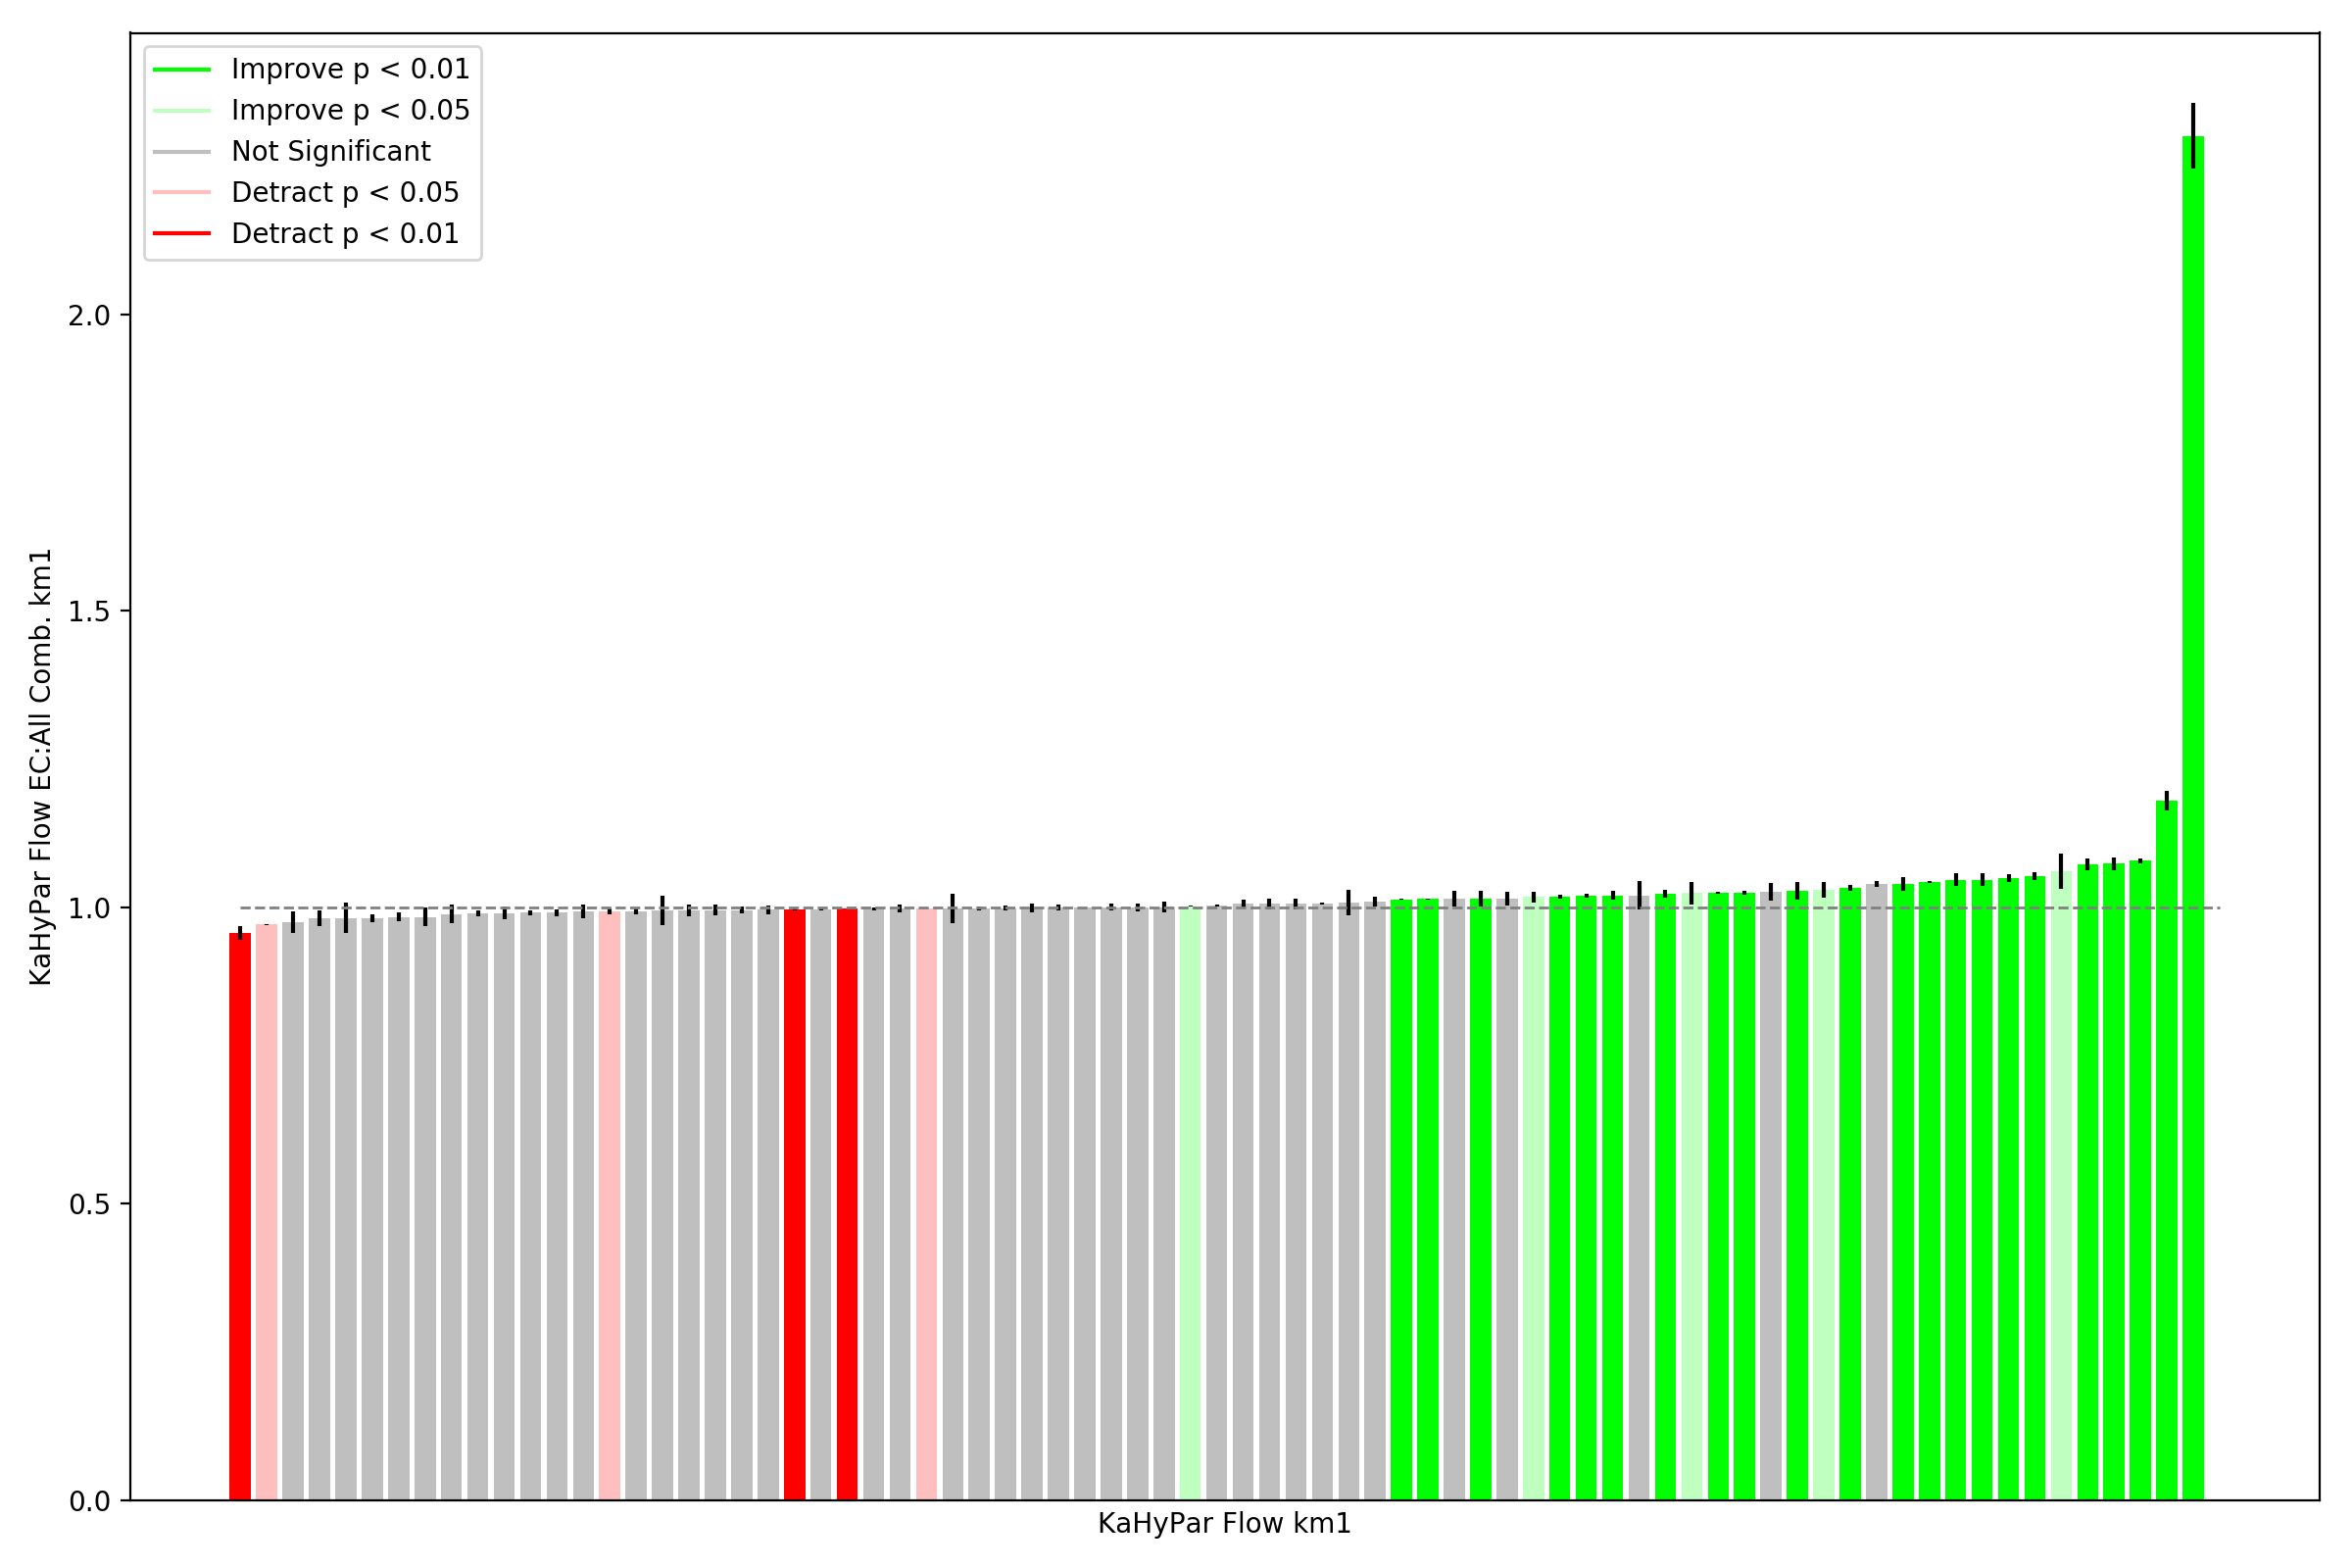 Improve p < 0.01
Improve p < 0.05
Not Significant
Detract p < 0.05
Detract p < 0.01
2.0
1.5
1.0
0.5
0.0
KaHyPar Flow EC:All Comb. km1
KaHyPar Flow km1